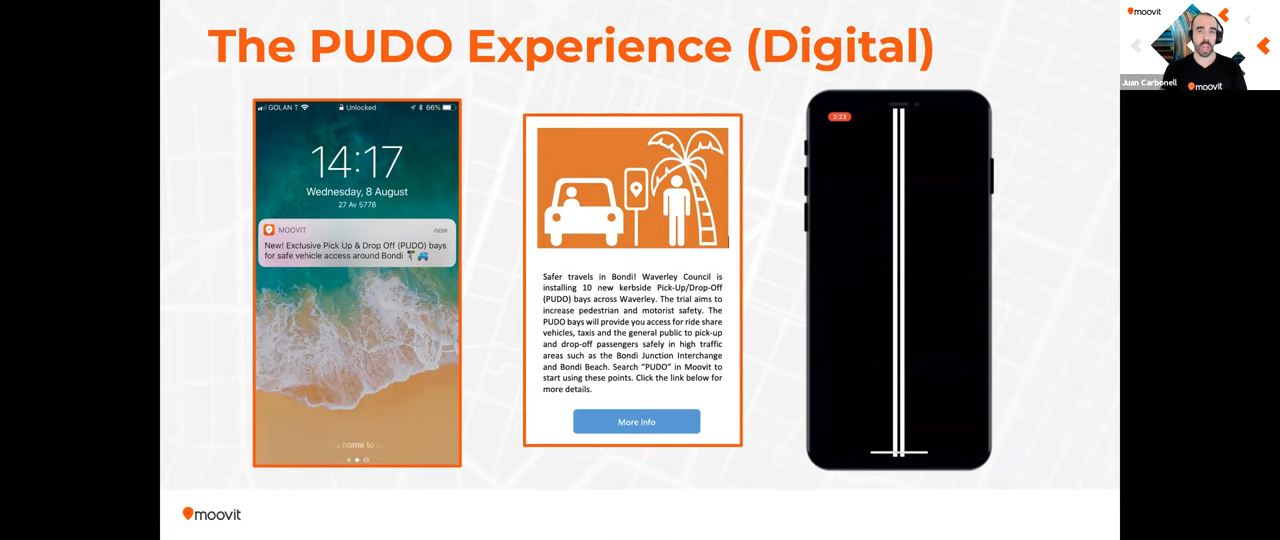 The PUDO Experience (Digital)
GOLAN T
Unlocked
66%
14:17
Wednesday, 8 August
27 Av 5778
MOOVIT
now
New! Exclusive Pick Up & Drop Off (PUDO) bays
for safe vehicle access around Bondi
home to
Safer travels in Bondi! Waverley Council is
installing 10 new kerbside Pick-Up/Drop-Off
(PUDO) bays across Waverley. The trial aims to
increase pedestrian and motorist safety. The
PUDO bays will provide you access for ride share
vehicles, taxis and the general public to pick-up
and drop-off passengers safely in high traffic
areas such as the Bondi Junction Interchange
and Bondi Beach. Search “PUDO” in Moovit to
start using these points. Click the link below for
more details.
More Info
2:23
moovit
moovit
moovit
Juan Carbonell